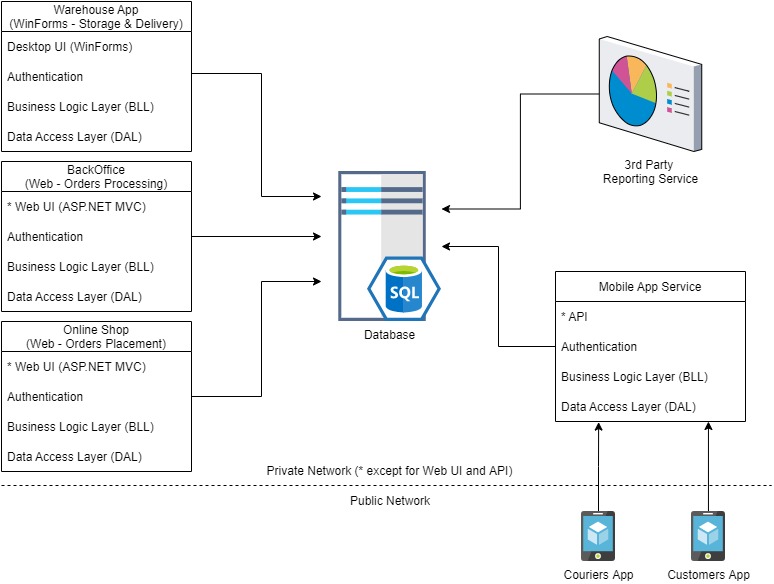 Warehouse App
(WinForms - Storage & Delivery)
Desktop UI (WinForms)
Authentication
Business Logic Layer (BLL)
Data Access Layer (DAL)
BackOffice
(Web - Orders Processing)
* Web UI (ASP.NET MVC)
Authentication
Business Logic Layer (BLL)
Data Access Layer (DAL)
Online Shop
(Web - Orders Placement)
* Web UI (ASP.NET MVC)
Authentication
Business Logic Layer (BLL)
Data Access Layer (DAL)
SQL
Database
3rd Party
Reporting Service
Mobile App Service
* API
Authentication
Business Logic Layer (BLL)
Data Access Layer (DAL)
Private Network (* except for Web UI and API)
Public Network
Couriers App
Customers App